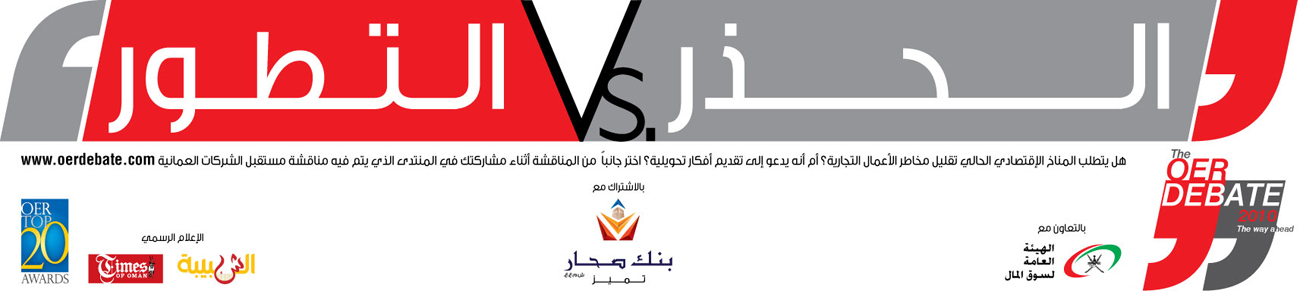 الحذر Vs. التطور
هل يتطلب المناخ الإقتصادي الحالي تقليل مخاطر الأعمال التجارية؟ أم أنه يدعو إلى تقديم أفكار تحويلية؟ اختر جانباً من المناقشة أثناء مشاركتك في المنتدى الذي يتم فيه مناقشة مستقبل الشركات العمانية www.oerdebate.com
The
OER
DEBATE
2010
The way ahead
بالتعاون مع
الهيئة
العامة
لسوق المال
بالاشتراك مع
بنك صحار
ش.م.ع.ع
تميز
الإعلام الرسمي
الشبيبة
Times
OF OMAN
OER
TOP
20
AWARDS